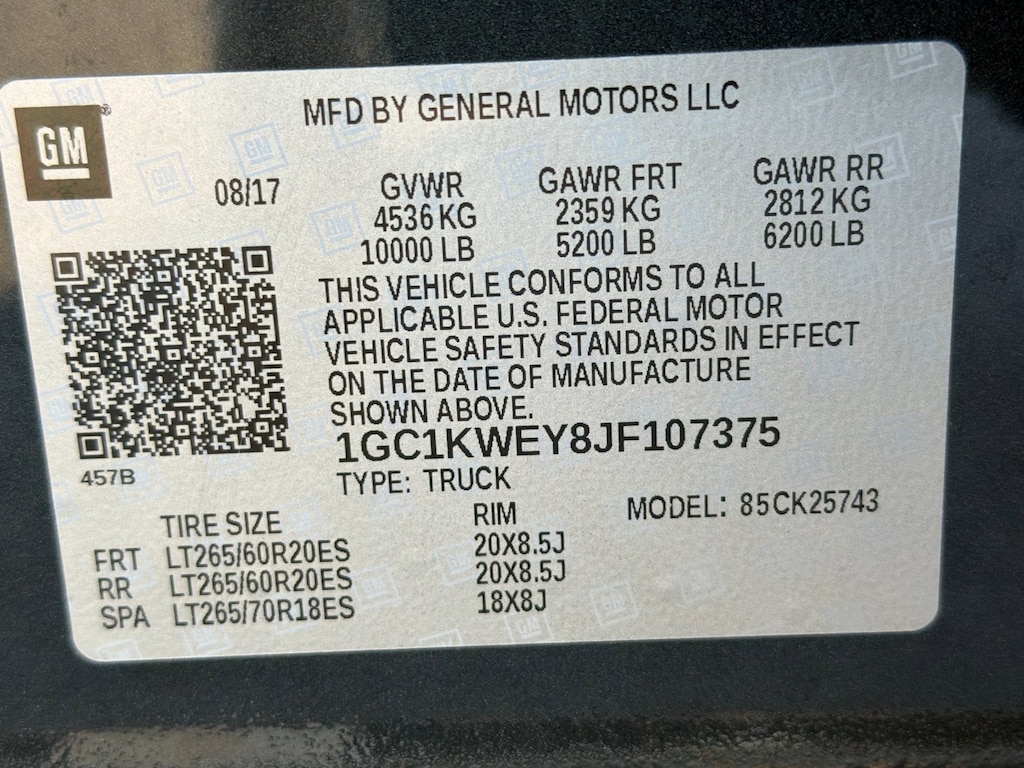 GM
MFD BY GENERAL MOTORS LLC
08/17
GVWR
4536 KG
10000 LB
GAWR FRT
2359 KG
5200 LB
GAWR RR
2812 KG
6200 LB
THIS VEHICLE CONFORMS TO ALL
APPLICABLE U.S. FEDERAL MOTOR
VEHICLE SAFETY STANDARDS IN EFFECT
ON THE DATE OF MANUFACTURE
SHOWN ABOVE.
1GC1KWEY8JF107375
457B
TYPE: TRUCK
MODEL: 85CK25743
TIRE SIZE RIM
FRT LT265/60R20ES 20X8.5J
RR LT265/60R20ES 20X8.5J
SPA LT265/70R18ES 18X8J